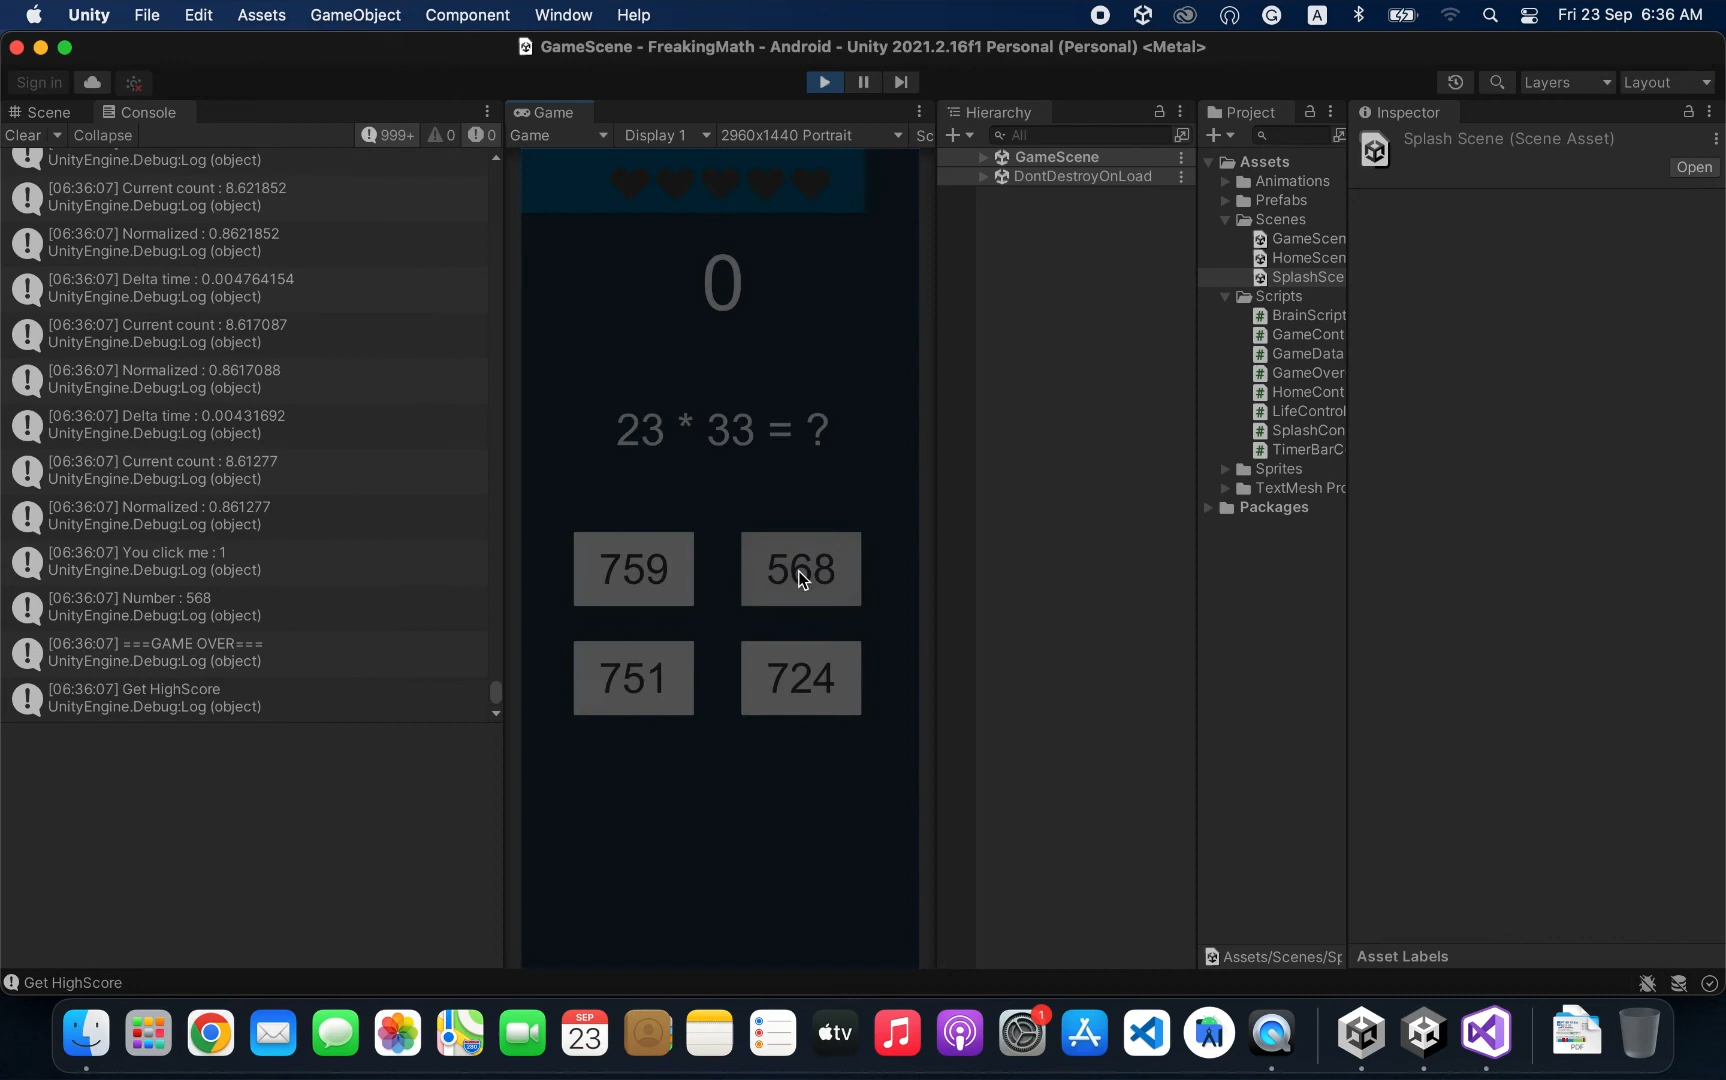 Unity File Edit Assets GameObject Component Window Help
A
Fri 23 Sep 6:36 AM
GameScene - FreakingMath - Android - Unity 2021.2.16f1 Personal (Personal) <Metal>
Sign in
Layers
Layout
Scene
Console
Game
Hierarchy
Project
Inspector
Clear
Collapse
999+
0
0
Game
Display 1
2960x1440 Portrait
Sc
All
UnityEngine.Debug:Log (object)
[06:36:07] Current count : 8.621852
UnityEngine.Debug:Log (object)
[06:36:07] Normalized : 0.8621852
UnityEngine.Debug:Log (object)
[06:36:07] Delta time : 0.004764154
UnityEngine.Debug:Log (object)
[06:36:07] Current count : 8.617087
UnityEngine.Debug:Log (object)
[06:36:07] Normalized : 0.8617088
UnityEngine.Debug:Log (object)
[06:36:07] Delta time : 0.00431692
UnityEngine.Debug:Log (object)
[06:36:07] Current count : 8.61277
UnityEngine.Debug:Log (object)
[06:36:07] Normalized : 0.861277
UnityEngine.Debug:Log (object)
[06:36:07] You click me : 1
UnityEngine.Debug:Log (object)
[06:36:07] Number : 568
UnityEngine.Debug:Log (object)
[06:36:07] ===GAME OVER===
UnityEngine.Debug:Log (object)
[06:36:07] Get HighScore
UnityEngine.Debug:Log (object)
0
23 * 33 = ?
759 568
751 724
GameScene
DontDestroyOnLoad
Assets
Animations
Prefabs
Scenes
GameScen
HomeScen
SplashSce
Scripts
BrainScript
GameCont
GameData
GameOver
HomeCont
LifeControl
SplashCon
TimerBarC
Sprites
TextMesh Pro
Packages
Assets/Scenes/Sp
Splash Scene (Scene Asset)
Open
Asset Labels
Get HighScore
SEP
23
tv
1
PDF